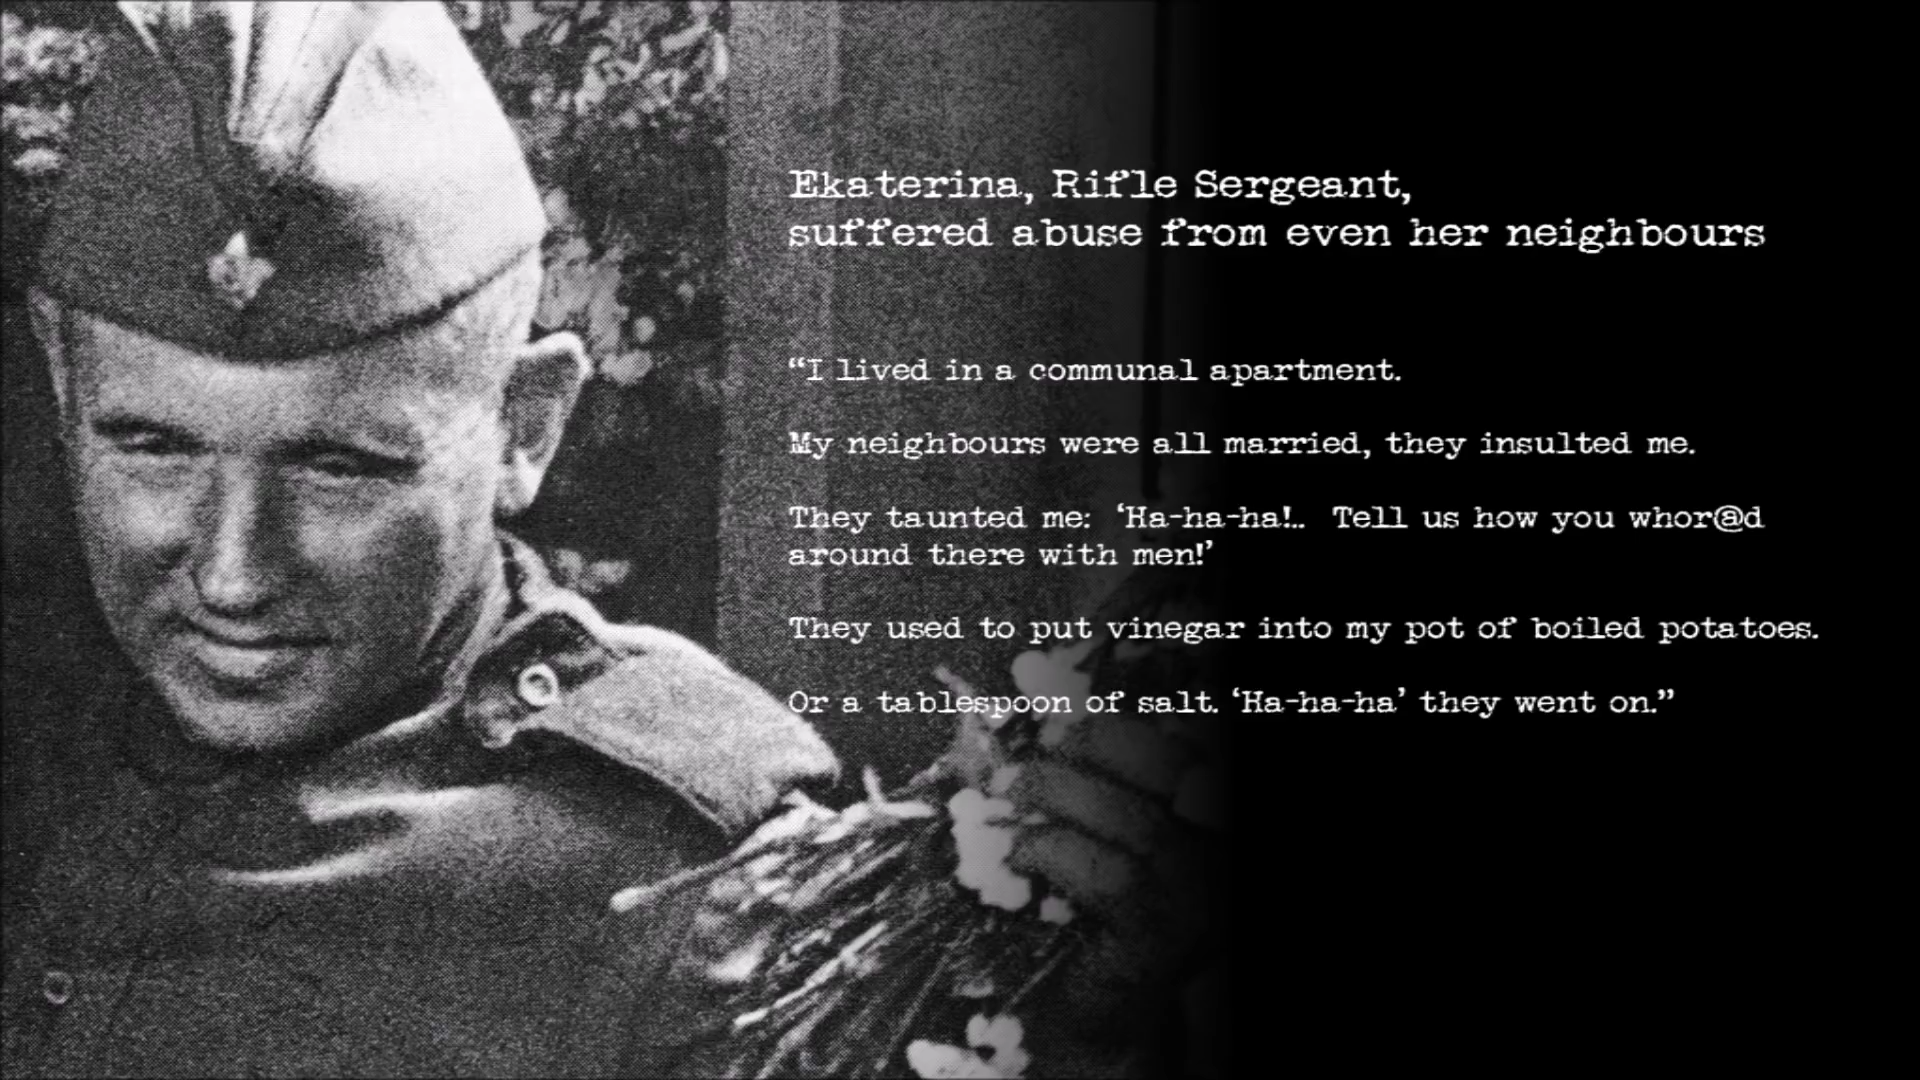 Ekaterina, Rifle Sergeant,
suffered abuse from even her neighbours
“I lived in a communal apartment.
My neighbours were all married, they insulted me.
They taunted me:  ‘Ha-ha-ha!..  Tell us how you whor@d
around there with men!’
They used to put vinegar into my pot of boiled potatoes.
Or a tablespoon of salt. ‘Ha-ha-ha’ they went on.”